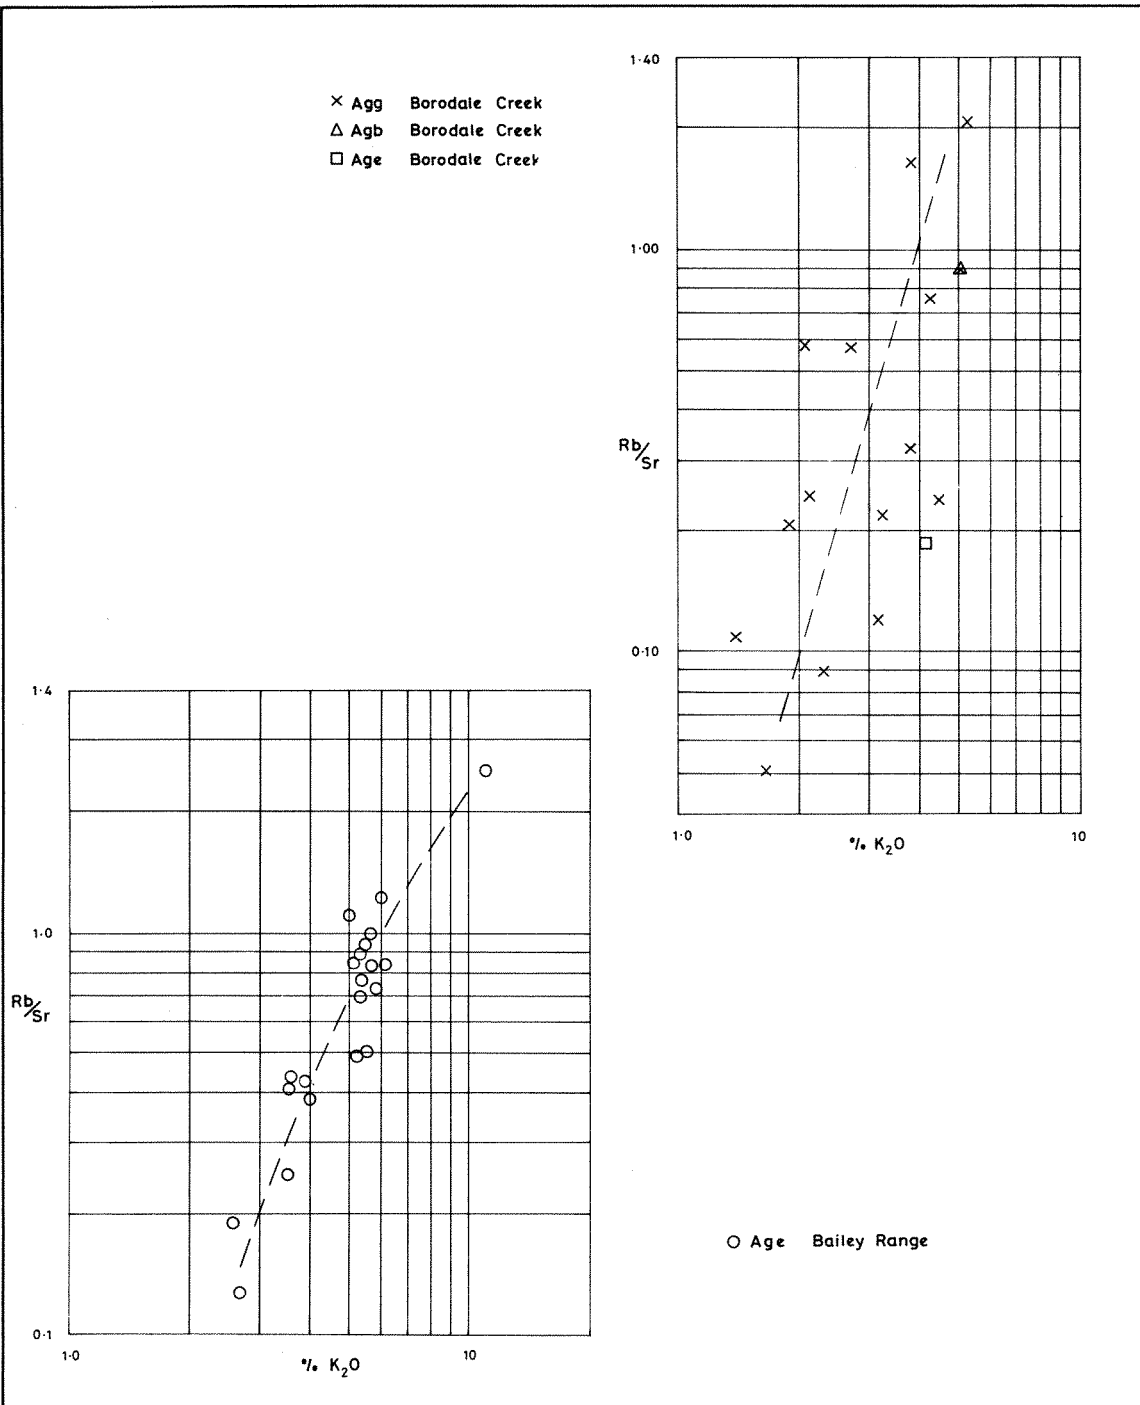 × Agg Borodale Creek
△ Agb Borodale Creek
□ Age Borodale Creek
1·40
1·00
Rb/Sr
0·10
1·0
10
% K₂O
1·4
1·0
Rb/Sr
0·1
1·0
10
% K₂O
○ Age Bailey Range